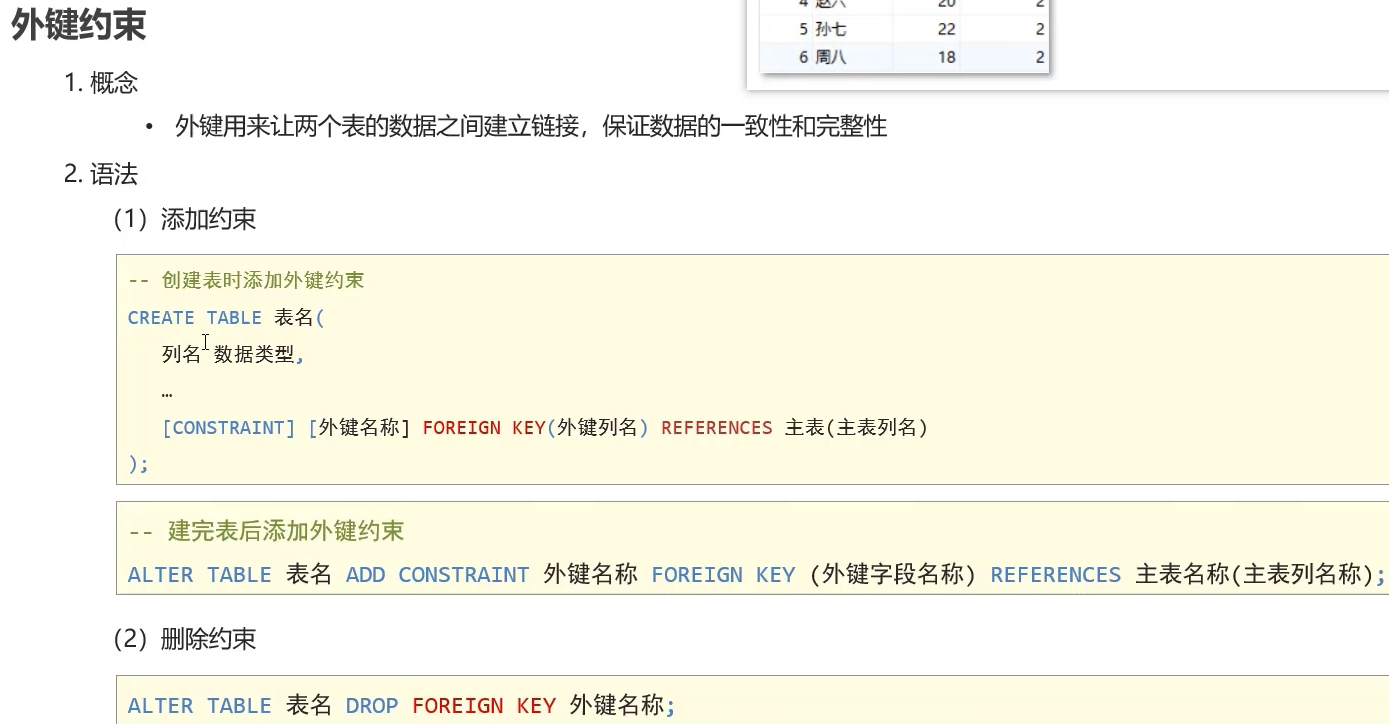 外键约束
4 赵六 20 2
5 孙七 22 2
6 周八 18 2
1. 概念
• 外键用来让两个表的数据之间建立链接，保证数据的一致性和完整性
2. 语法
（1）添加约束
-- 创建表时添加外键约束
CREATE TABLE 表名(
列名 数据类型,
…
[CONSTRAINT] [外键名称] FOREIGN KEY(外键列名) REFERENCES 主表(主表列名)
);
-- 建完表后添加外键约束
ALTER TABLE 表名 ADD CONSTRAINT 外键名称 FOREIGN KEY (外键字段名称) REFERENCES 主表名称(主表列名称);
（2）删除约束
ALTER TABLE 表名 DROP FOREIGN KEY 外键名称;